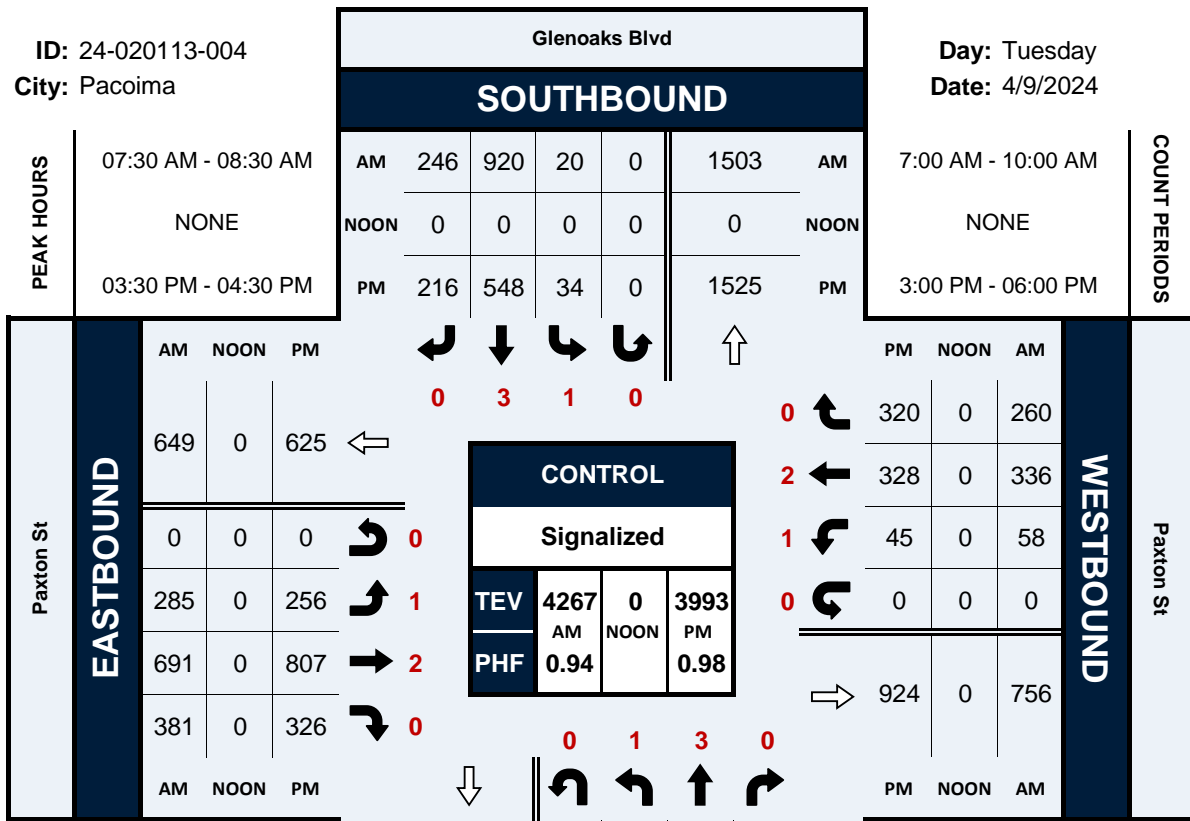 Glenoaks Blvd
ID: 24-020113-004
Day: Tuesday
City: Pacoima
Date: 4/9/2024
SOUTHBOUND
PEAK HOURS
07:30 AM - 08:30 AM
NONE
03:30 PM - 04:30 PM
AM 246 920 20 0 1503 AM
NOON 0 0 0 0 0 NOON
PM 216 548 34 0 1525 PM
7:00 AM - 10:00 AM
NONE
3:00 PM - 06:00 PM
COUNT PERIODS
0 3 1 0
Paxton St
EASTBOUND
AM NOON PM
649 0 625
0 0 0 0
285 0 256 1
691 0 807 2
381 0 326 0
AM NOON PM
CONTROL
Signalized
TEV 4267 0 3993
AM NOON PM
PHF 0.94 0.98
PM NOON AM
0 320 0 260
2 328 0 336
1 45 0 58
0 0 0 0
924 0 756
PM NOON AM
WESTBOUND
Paxton St
0 1 3 0